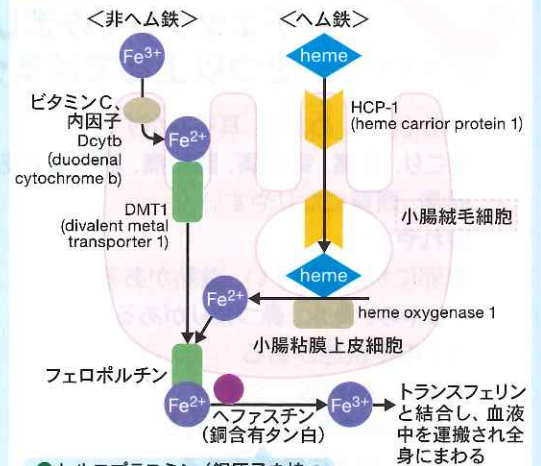 <非ヘム鉄>
<ヘム鉄>
Fe³⁺
heme
ビタミンC、
内因子
Dcytb
(duodenal
cytochrome b)
Fe²⁺
HCP-1
(heme carrior protein 1)
DMT1
(divalent metal
transporter 1)
小腸絨毛細胞
heme
Fe²⁺
heme oxygenase 1
小腸粘膜上皮細胞
フェロポルチン
Fe²⁺
ヘファスチン
(銅含有タン白)
Fe³⁺
トランスフェリン
と結合し、血液
中を運搬され全
身にまわる